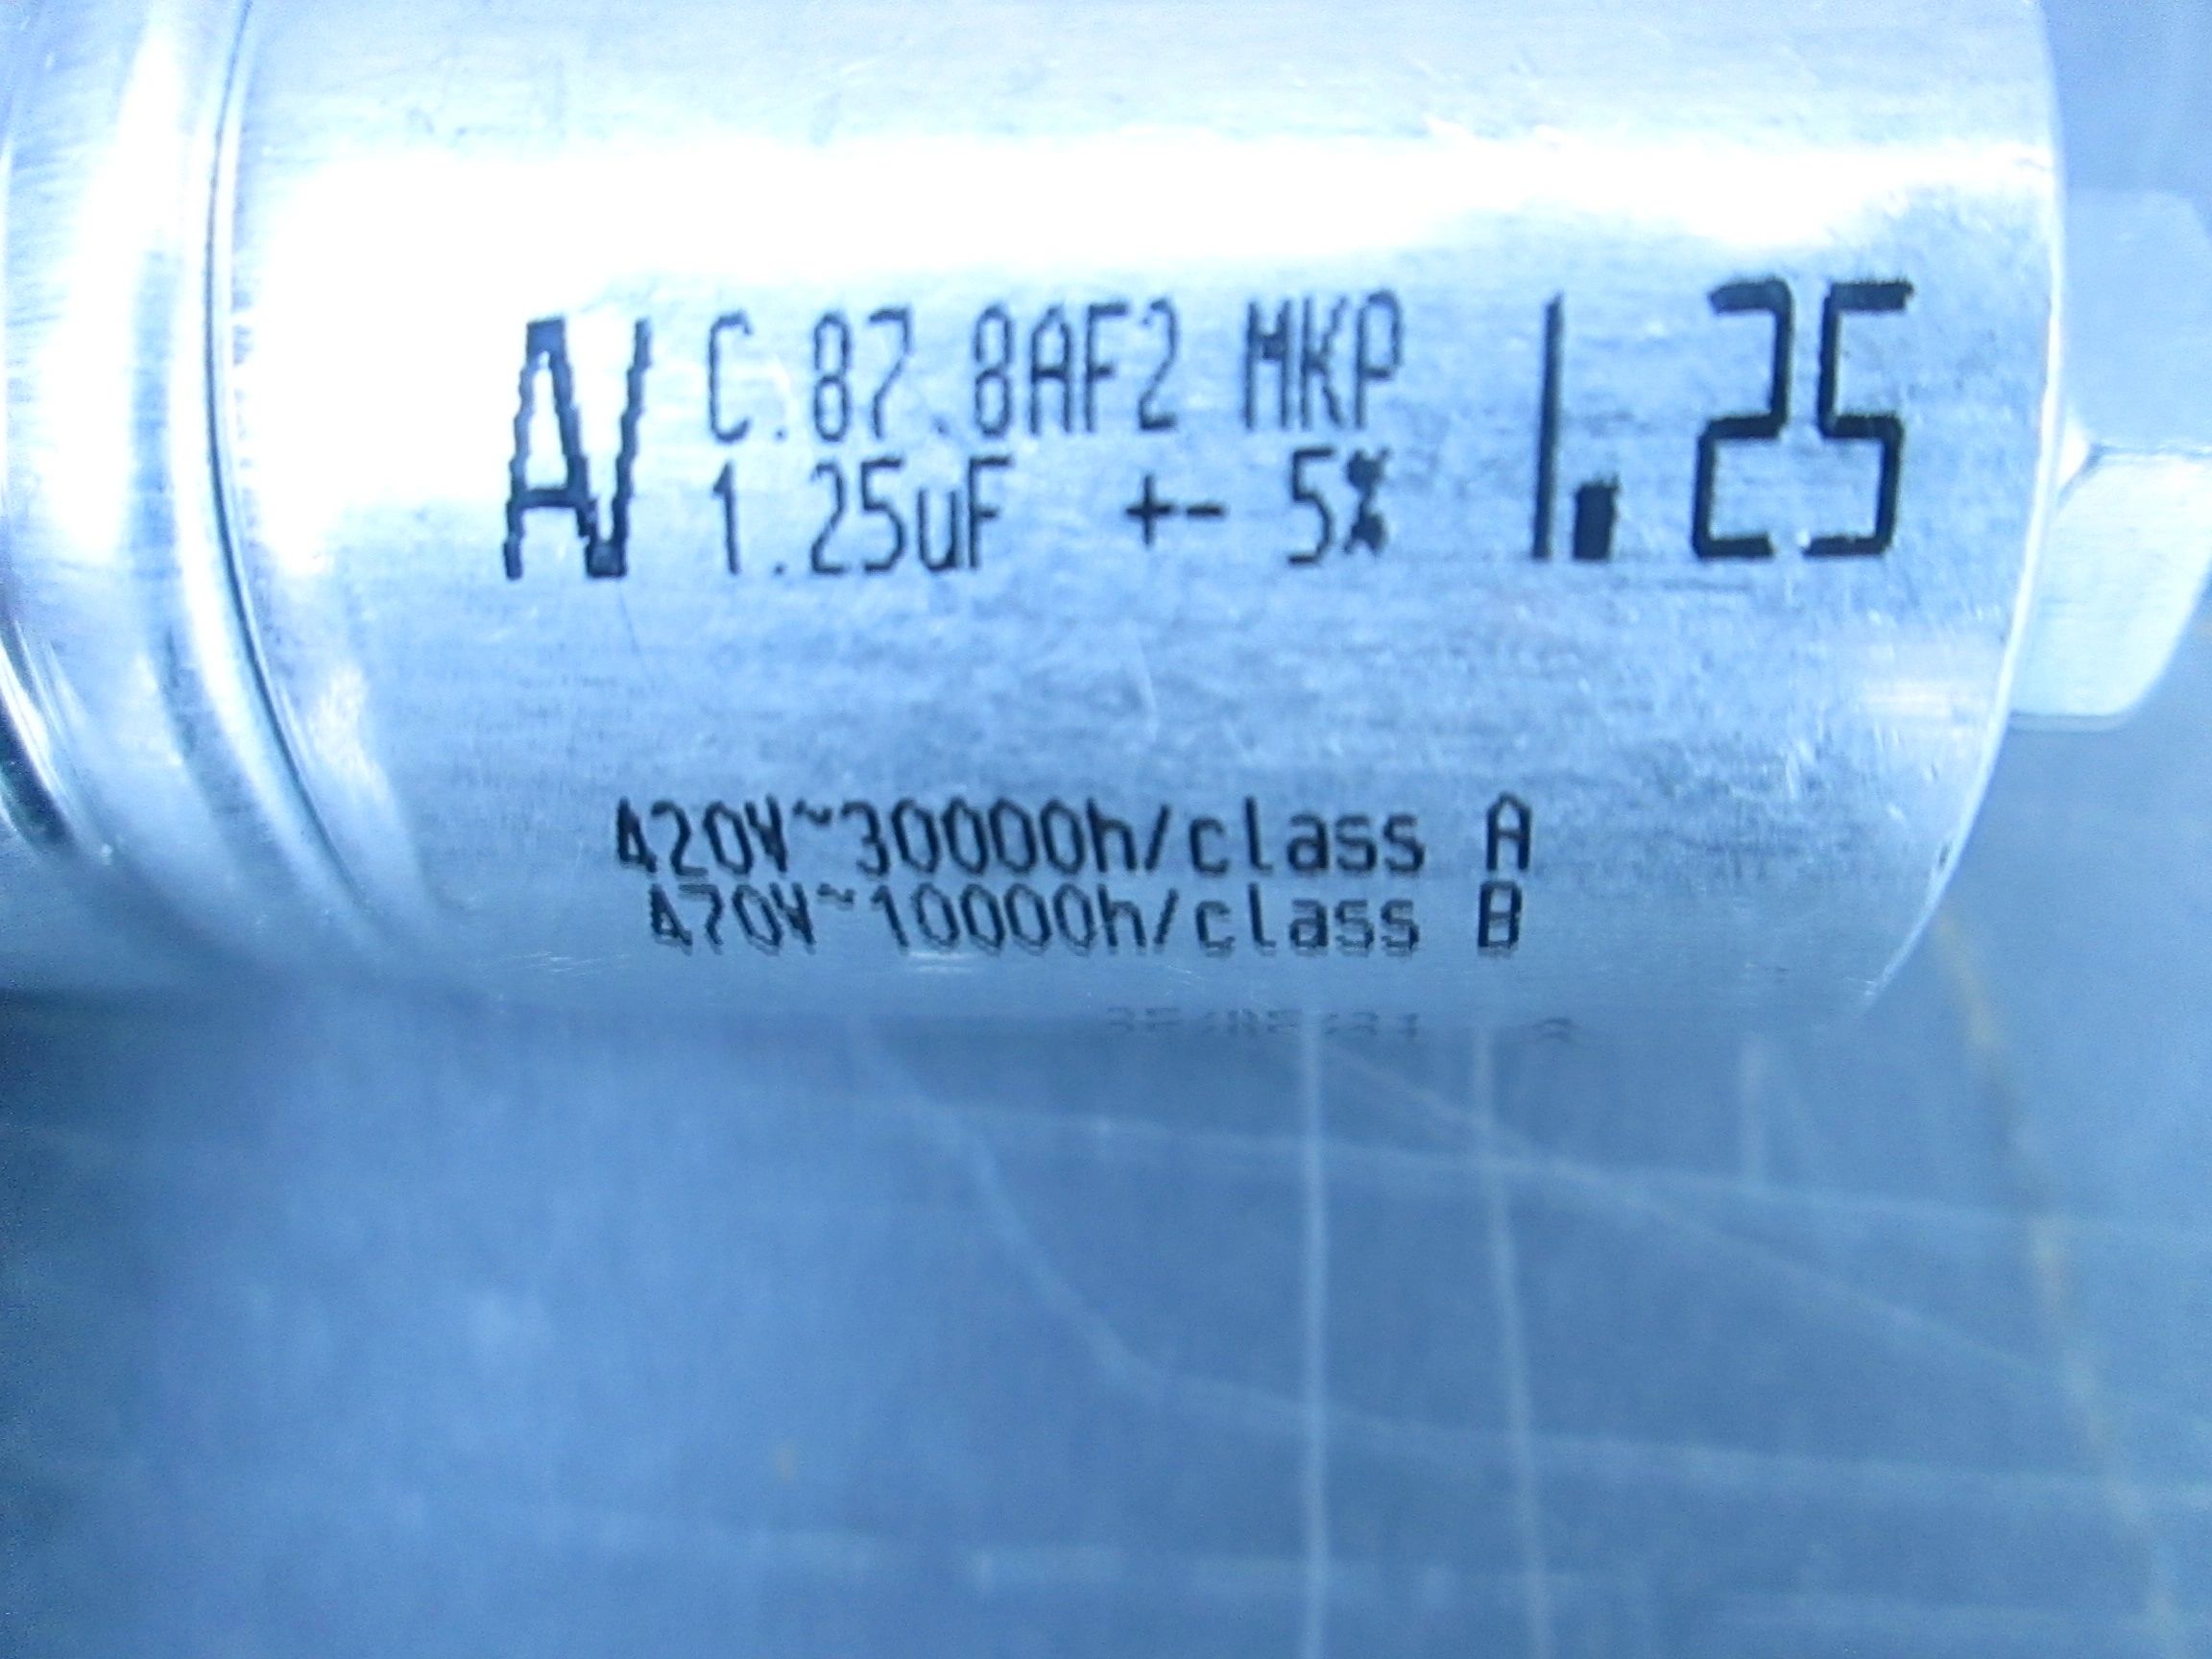 AV C.87.8AF2 MKP 1.25
1.25uF +- 5%
420V~30000h/class A
470V~10000h/class B